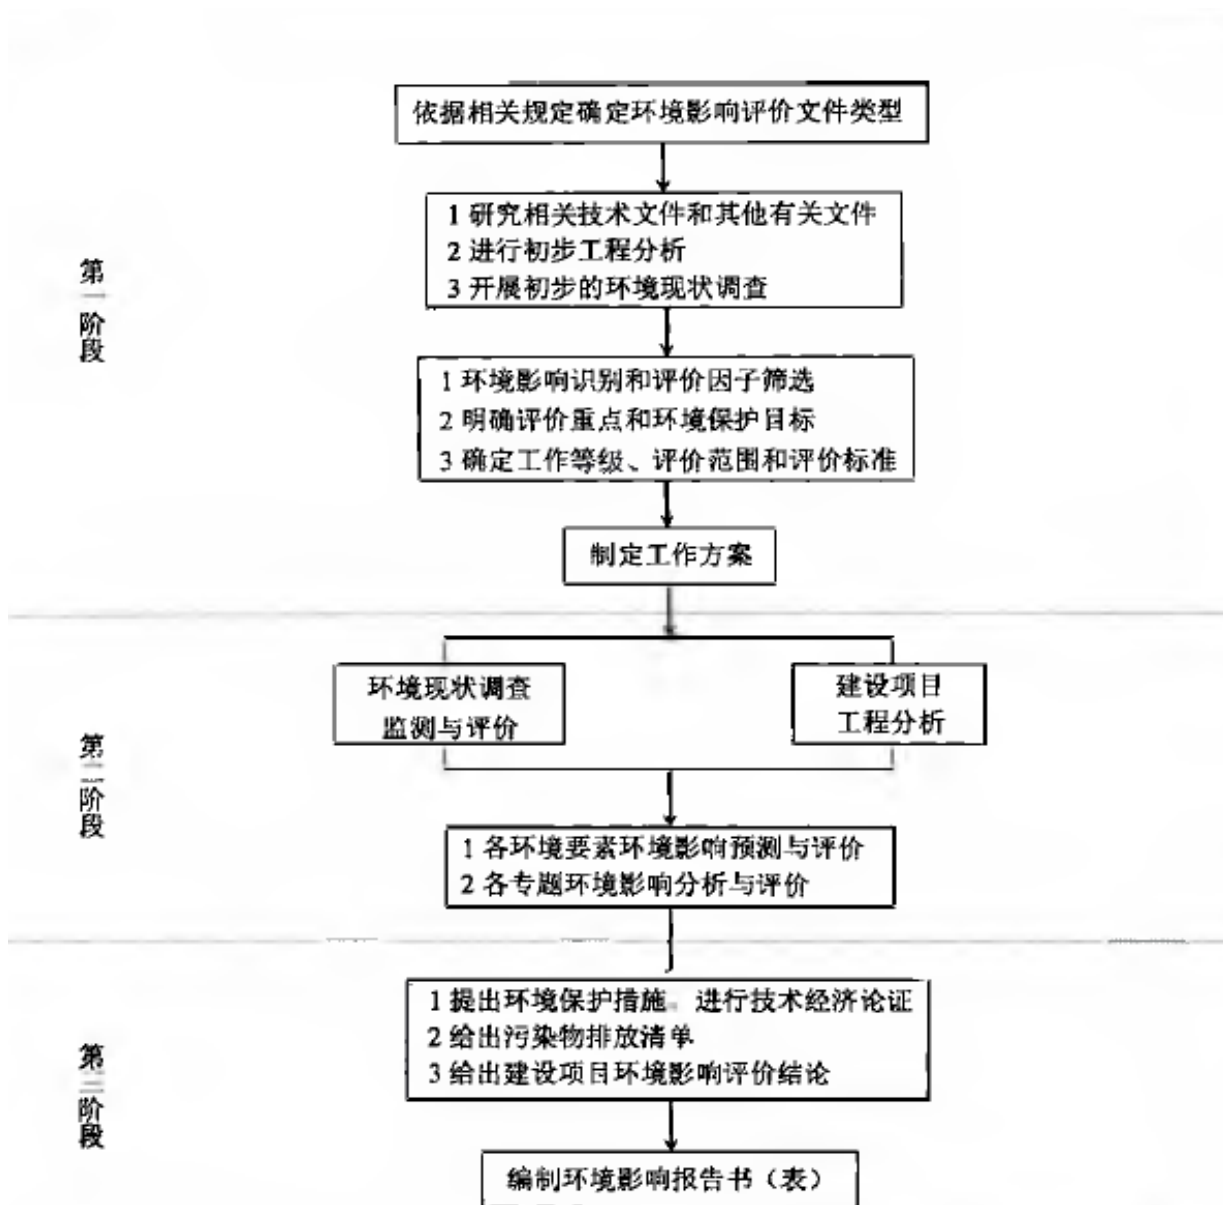 依据相关规定确定环境影响评价文件类型
1 研究相关技术文件和其他有关文件
2 进行初步工程分析
3 开展初步的环境现状调查
第一阶段
1 环境影响识别和评价因子筛选
2 明确评价重点和环境保护目标
3 确定工作等级、评价范围和评价标准
制定工作方案
环境现状调查
监测与评价
建设项目
工程分析
第二阶段
1 各环境要素环境影响预测与评价
2 各专题环境影响分析与评价
1 提出环境保护措施，进行技术经济论证
2 给出污染物排放清单
3 给出建设项目环境影响评价结论
第三阶段
编制环境影响报告书（表）